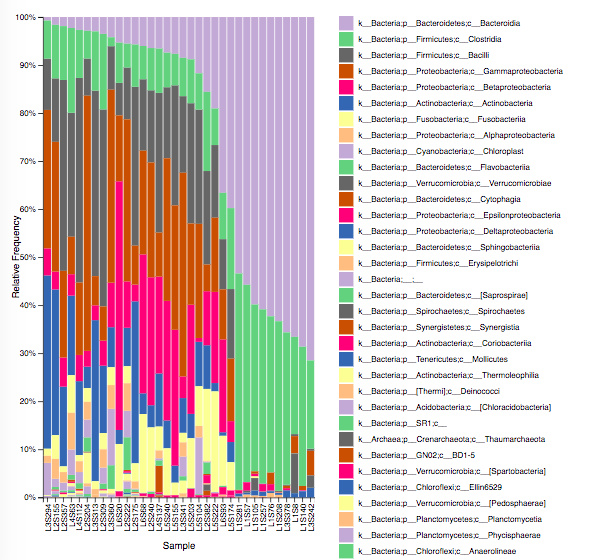 100%
90%
80%
70%
60%
50%
40%
30%
20%
10%
0%
Relative Frequency
Sample
k__Bacteria;p__Bacteroidetes;c__Bacteroidia
k__Bacteria;p__Firmicutes;c__Clostridia
k__Bacteria;p__Firmicutes;c__Bacilli
k__Bacteria;p__Proteobacteria;c__Gammaproteobacteria
k__Bacteria;p__Proteobacteria;c__Betaproteobacteria
k__Bacteria;p__Actinobacteria;c__Actinobacteria
k__Bacteria;p__Fusobacteria;c__Fusobacteriia
k__Bacteria;p__Proteobacteria;c__Alphaproteobacteria
k__Bacteria;p__Cyanobacteria;c__Chloroplast
k__Bacteria;p__Bacteroidetes;c__Flavobacteriia
k__Bacteria;p__Verrucomicrobia;c__Verrucomicrobiae
k__Bacteria;p__Bacteroidetes;c__Cytophagia
k__Bacteria;p__Proteobacteria;c__Epsilonproteobacteria
k__Bacteria;p__Proteobacteria;c__Deltaproteobacteria
k__Bacteria;p__Bacteroidetes;c__Sphingobacteriia
k__Bacteria;p__Firmicutes;c__Erysipelotrichi
k__Bacteria;__;__
k__Bacteria;p__Bacteroidetes;c__[Saprospirae]
k__Bacteria;p__Spirochaetes;c__Spirochaetes
k__Bacteria;p__Synergistetes;c__Synergistia
k__Bacteria;p__Actinobacteria;c__Coriobacteriia
k__Bacteria;p__Tenericutes;c__Mollicutes
k__Bacteria;p__Actinobacteria;c__Thermoleophilia
k__Bacteria;p__[Thermi];c__Deinococci
k__Bacteria;p__Acidobacteria;c__[Chloracidobacteria]
k__Bacteria;p__SR1;c__
k__Archaea;p__Crenarchaeota;c__Thaumarchaeota
k__Bacteria;p__GN02;c__BD1-5
k__Bacteria;p__Verrucomicrobia;c__[Spartobacteria]
k__Bacteria;p__Chloroflexi;c__Ellin6529
k__Bacteria;p__Verrucomicrobia;c__[Pedosphaerae]
k__Bacteria;p__Planctomycetes;c__Planctomycetia
k__Bacteria;p__Planctomycetes;c__Phycisphaerae
k__Bacteria;p__Chloroflexi;c__Anaerolineae